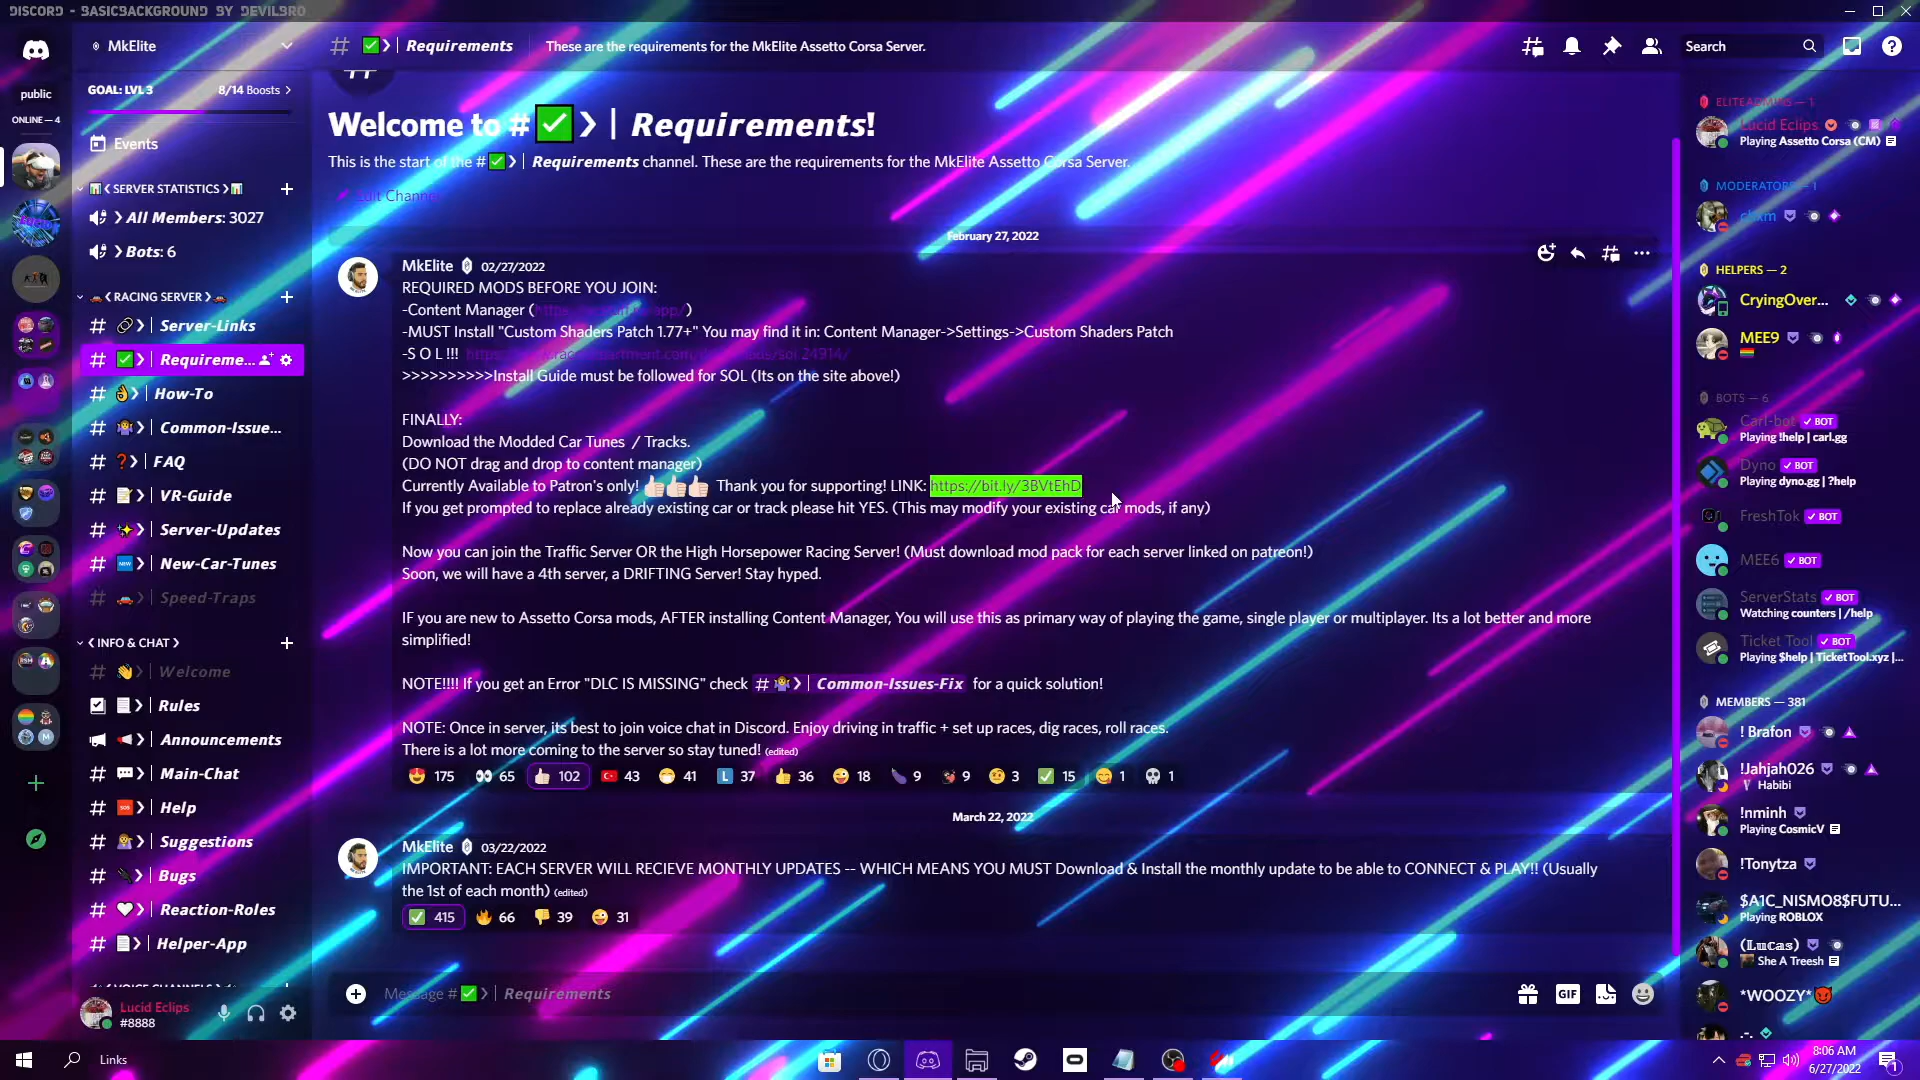 DISCORD - BASICBACKGROUND BY DEVILBRO
public
ONLINE — 4
MkElite
GOAL: LVL 3
8/14 Boosts >
Events
📊❮ SERVER STATISTICS ❯📊
❯ All Members: 3027
❯ Bots: 6
🚗❮ RACING SERVER ❯🚗
# 🔗❯ | Server-Links
# ✅❯ | Requireme...
# 👌❯ | How-To
# 🤷❯ | Common-Issue...
# ❓❯ | FAQ
# 📝❯ | VR-Guide
# ✨❯ | Server-Updates
# 🆕❯ | New-Car-Tunes
# 🚗❯ | Speed-Traps
❮ INFO & CHAT ❯
# 👋❯ | Welcome
📃❯ | Rules
📢❯ | Announcements
# 💬❯ | Main-Chat
# 🆘❯ | Help
# ❯ | Suggestions
# ❯ | Bugs
# ❯ | Reaction-Roles
# 📃❯ | Helper-App
Lucid Eclips
#8888
# ✅❯ | Requirements
These are the requirements for the MkElite Assetto Corsa Server.
Search
Welcome to #✅❯ | Requirements!
This is the start of the #✅❯ | Requirements channel. These are the requirements for the MkElite Assetto Corsa Server.
Edit Channel
February 27, 2022
MkElite 02/27/2022
REQUIRED MODS BEFORE YOU JOIN:
-Content Manager (
-MUST Install "Custom Shaders Patch 1.77+" You may find it in: Content Manager->Settings->Custom Shaders Patch
-S O L !!!
>>>>>>>>>>Install Guide must be followed for SOL (Its on the site above!)
FINALLY:
Download the Modded Car Tunes / Tracks.
(DO NOT drag and drop to content manager)
Currently Available to Patron's only! 👍🏻👍🏻👍🏻 Thank you for supporting! LINK: https://bit.ly/3BVtEhD
If you get prompted to replace already existing car or track please hit YES. (This may modify your existing car mods, if any)
Now you can join the Traffic Server OR the High Horsepower Racing Server! (Must download mod pack for each server linked on patreon!)
Soon, we will have a 4th server, a DRIFTING Server! Stay hyped.
IF you are new to Assetto Corsa mods, AFTER installing Content Manager, You will use this as primary way of playing the game, single player or multiplayer. Its a lot better and more
simplified!
NOTE!!!! If you get an Error "DLC IS MISSING" check # 🤷❯ | Common-Issues-Fix for a quick solution!
NOTE: Once in server, its best to join voice chat in Discord. Enjoy driving in traffic + set up races, dig races, roll races.
There is a lot more coming to the server so stay tuned! (edited)
175 65 102 43 41 37 36 18 9 9 3 15 1 1
March 22, 2022
MkElite 03/22/2022
IMPORTANT: EACH SERVER WILL RECIEVE MONTHLY UPDATES -- WHICH MEANS YOU MUST Download & Install the monthly update to be able to CONNECT & PLAY!! (Usually
the 1st of each month) (edited)
415 66 39 31
Message #✅❯ | Requirements
GIF
ELITEADMINS — 1
Lucid Eclips
Playing Assetto Corsa (CM)
MODERATORS — 1
HELPERS — 2
CryingOver...
MEE9
BOTS — 6
Carl-bot ✓ BOT
Playing !help | carl.gg
Dyno ✓ BOT
Playing dyno.gg | ?help
FreshTok ✓ BOT
MEE6 ✓ BOT
ServerStats ✓ BOT
Watching counters | /help
Ticket Tool ✓ BOT
Playing $help | TicketTool.xyz |...
MEMBERS — 381
! Brafon
!Jahjah026
Habibi
!nminh
Playing CosmicV
!Tonytza
$A1C_NISMO8$FUTU...
Playing ROBLOX
(𝕃𝕦𝕔𝕒𝕤)
She A Treesh
*WOOZY*😈
Links
8:06 AM
6/27/2022